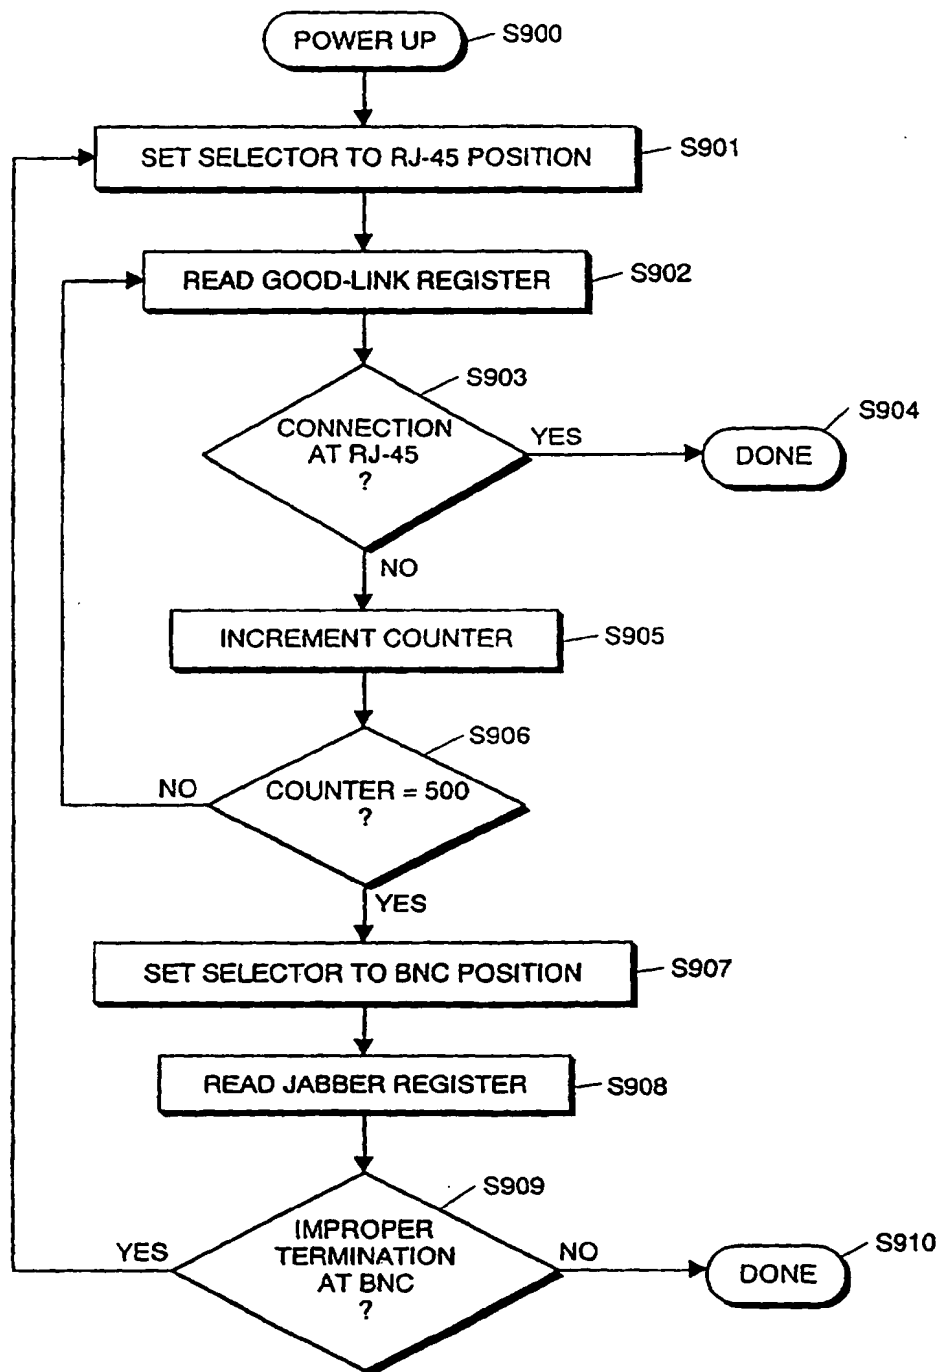 POWER UP
S900
SET SELECTOR TO RJ-45 POSITION
S901
READ GOOD-LINK REGISTER
S902
S903
CONNECTION
AT RJ-45
?
YES
S904
DONE
NO
INCREMENT COUNTER
S905
S906
NO
COUNTER = 500
?
YES
SET SELECTOR TO BNC POSITION
S907
READ JABBER REGISTER
S908
S909
YES
IMPROPER
TERMINATION
AT BNC
?
NO
S910
DONE